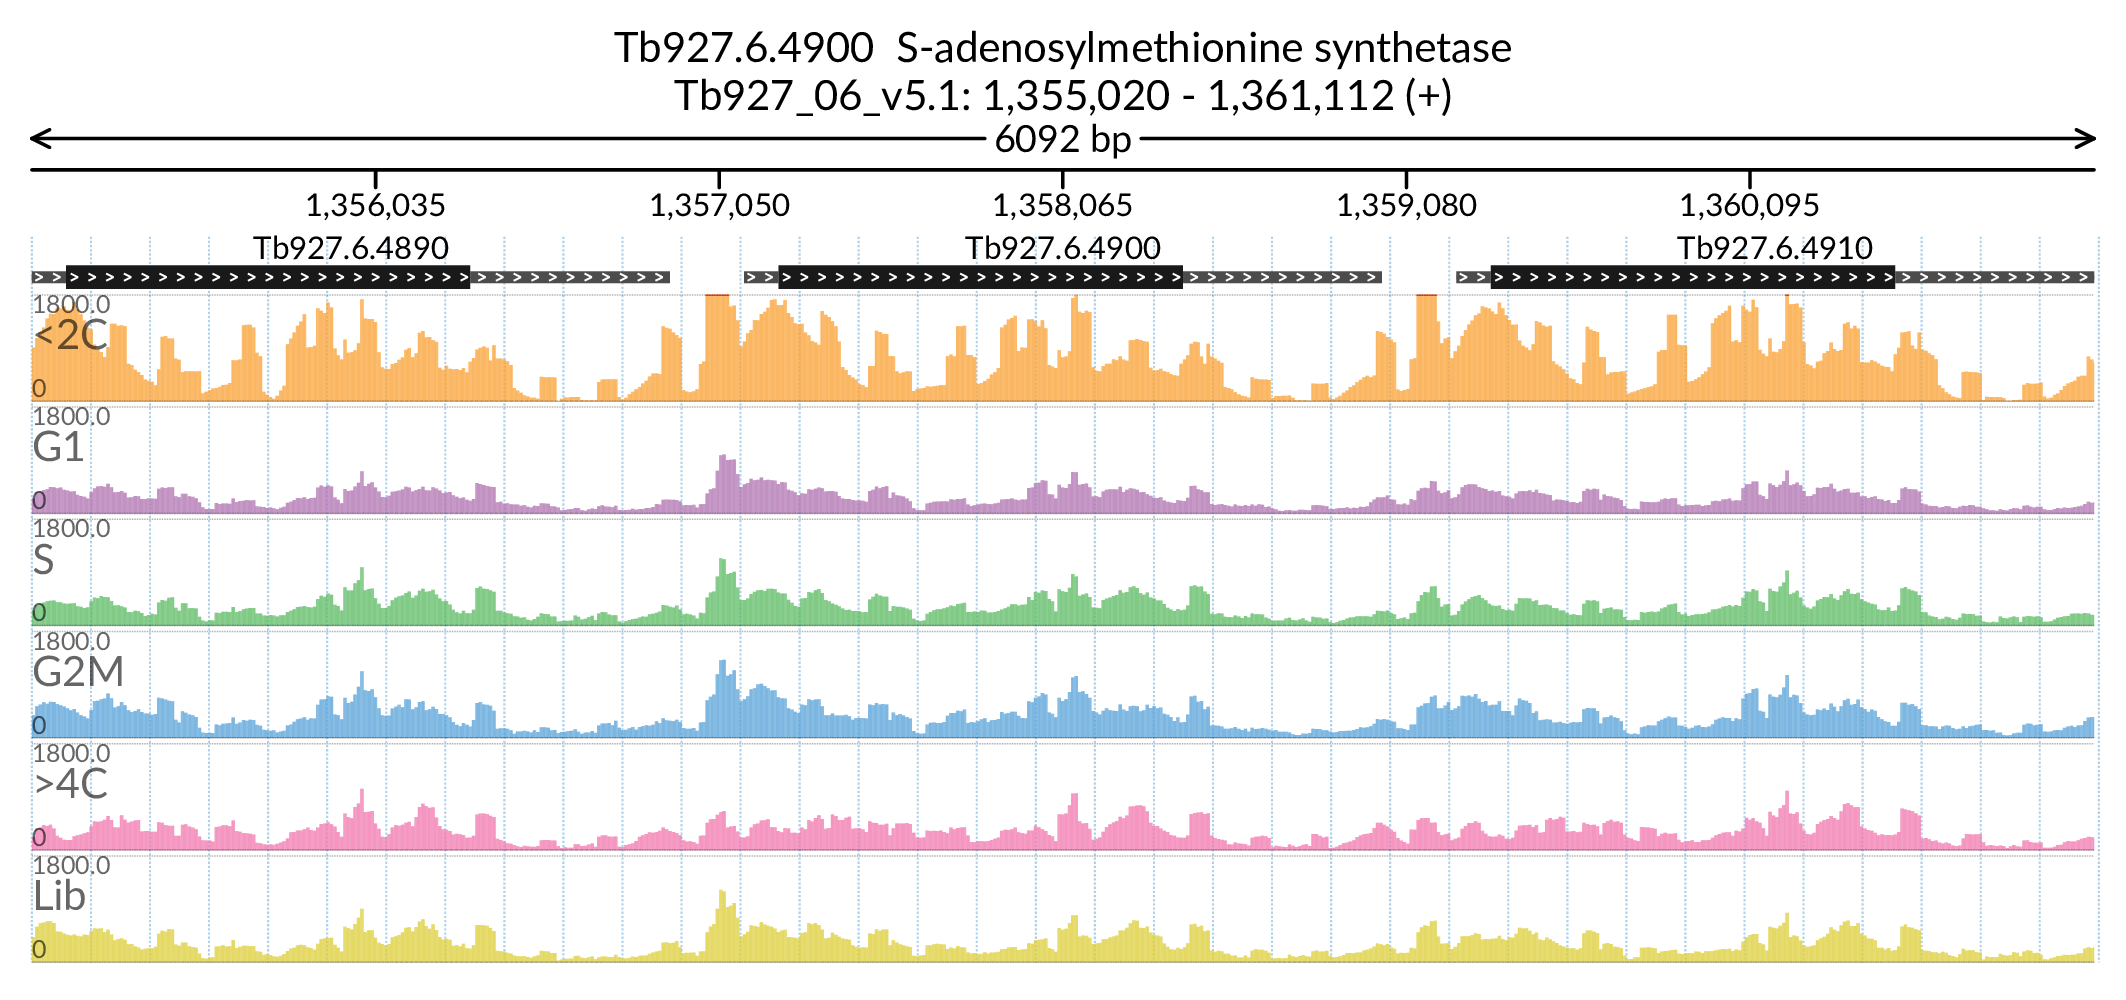 Tb927.6.4900  S-adenosylmethionine synthetase
Tb927_06_v5.1: 1,355,020 - 1,361,112 (+)
6092 bp
1,356,035 1,357,050 1,358,065 1,359,080 1,360,095
Tb927.6.4890 Tb927.6.4900 Tb927.6.4910
1800.0
<2C
0
1800.0
G1
0
1800.0
S
0
1800.0
G2M
0
1800.0
>4C
0
1800.0
Lib
0